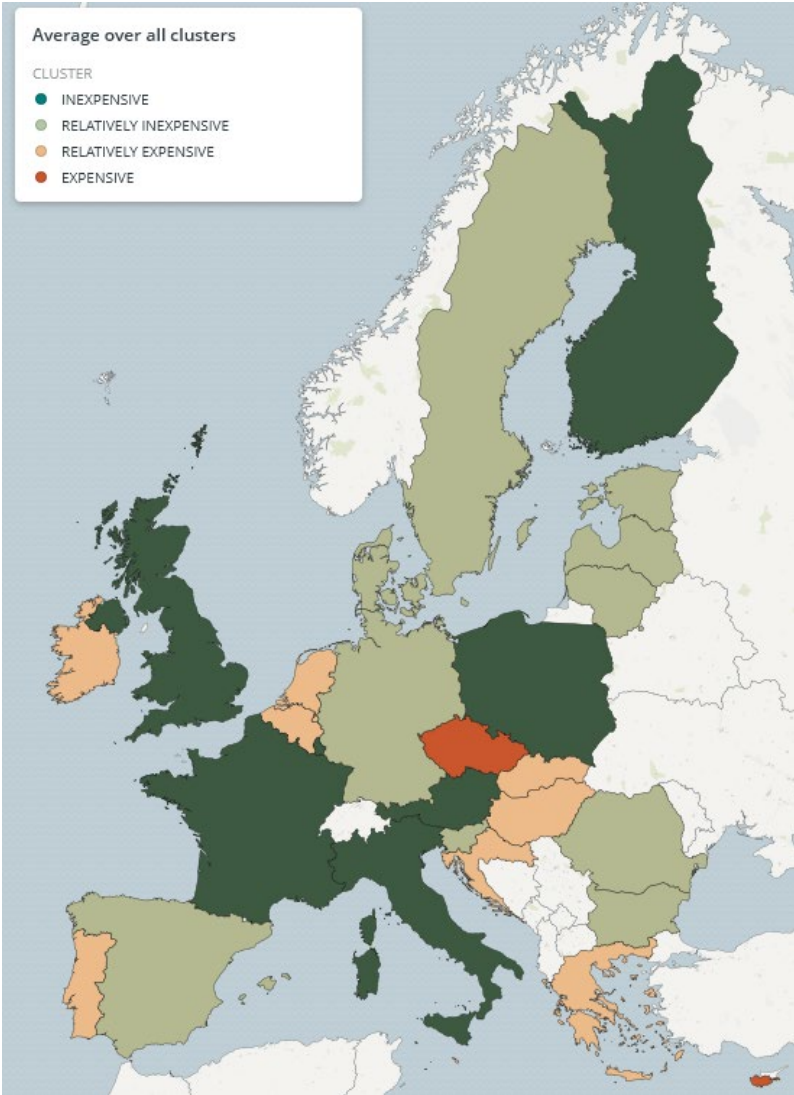 Average over all clusters
CLUSTER
INEXPENSIVE
RELATIVELY INEXPENSIVE
RELATIVELY EXPENSIVE
EXPENSIVE